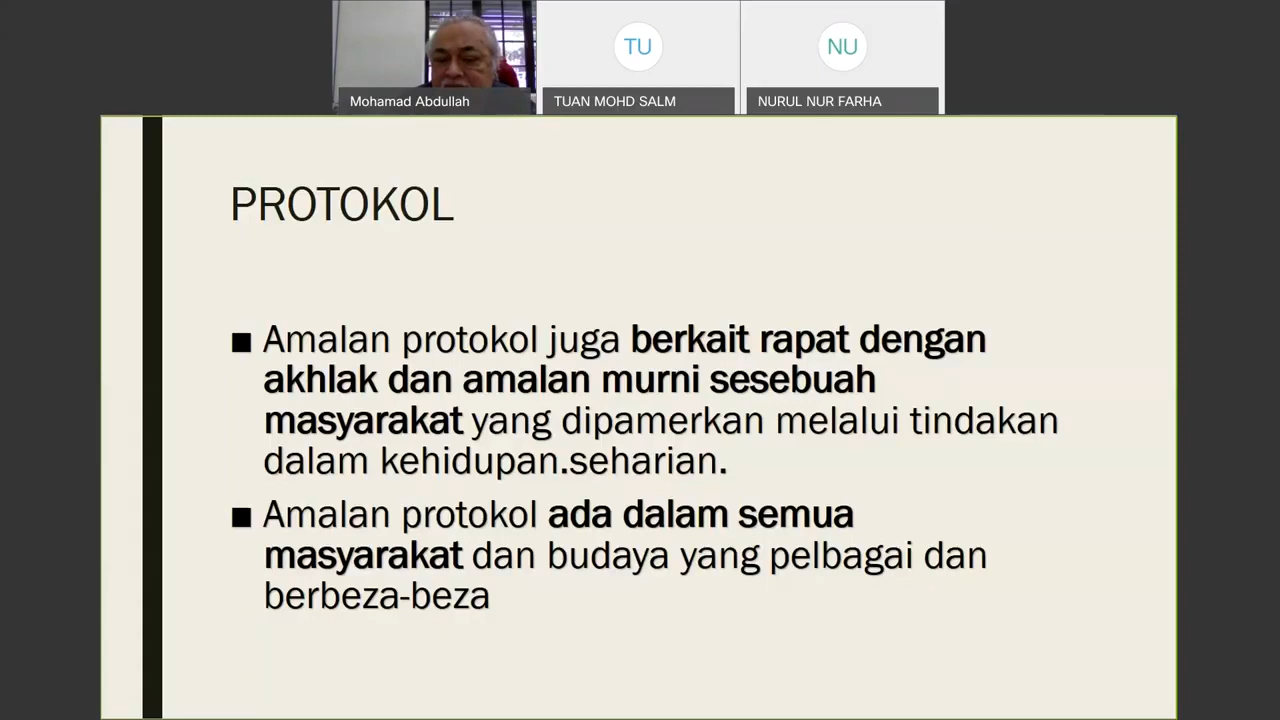 TU
NU
Mohamad Abdullah
TUAN MOHD SALM
NURUL NUR FARHA
PROTOKOL
■ Amalan protokol juga berkait rapat dengan
akhlak dan amalan murni sesebuah
masyarakat yang dipamerkan melalui tindakan
dalam kehidupan.seharian.
■ Amalan protokol ada dalam semua
masyarakat dan budaya yang pelbagai dan
berbeza-beza